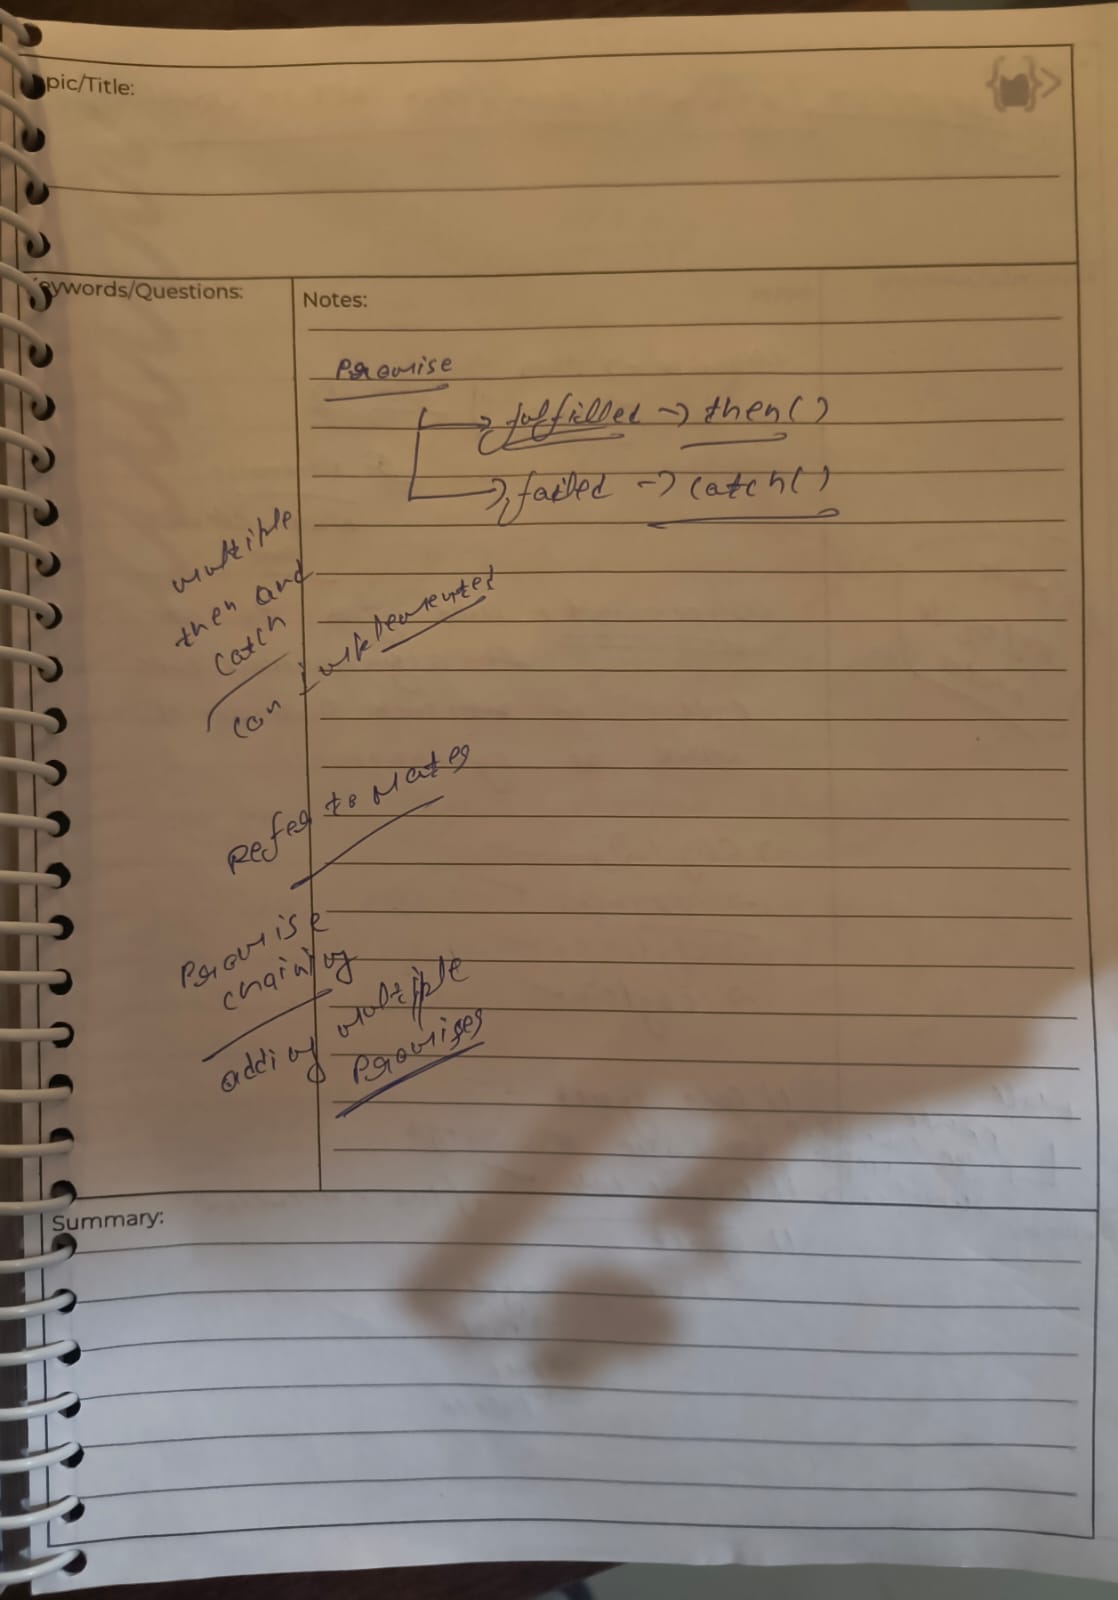 pic/Title:
eywords/Questions:
Notes:
Promise
fulfilled -> then()
failed -> catch()
multiple
then and
catch
can implemented
Refer to Notes
Promise
chaining
adding multiple
Promises
Summary: